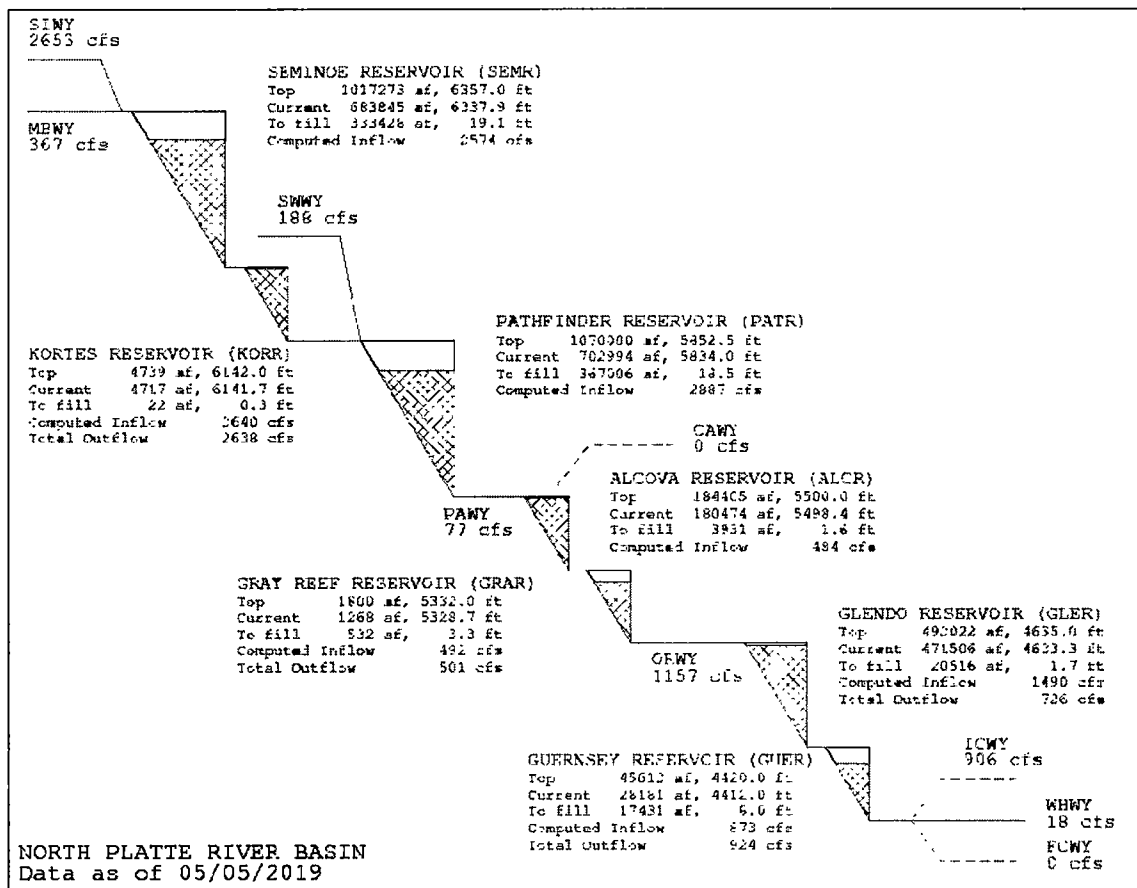 SIWY
2653 cfs
SEMINOE RESERVOIR (SEMR)
Top 1017273 af, 6357.0 ft
Current 683845 af, 6337.9 ft
To fill 333428 af, 19.1 ft
Computed Inflow 2574 cfs
MBWY
367 cfs
SWWY
188 cfs
PATHFINDER RESERVOIR (PATR)
Top 1070000 af, 5852.5 ft
Current 702994 af, 5834.0 ft
To fill 367006 af, 18.5 ft
Computed Inflow 2887 cfs
KORTES RESERVOIR (KORR)
Top 4739 af, 6142.0 ft
Current 4717 af, 6141.7 ft
To fill 22 af, 0.3 ft
Computed Inflow 2640 cfs
Total Outflow 2638 cfs
CAWY
0 cfs
ALCOVA RESERVOIR (ALCR)
Top 184405 af, 5500.0 ft
Current 180474 af, 5498.4 ft
To fill 3931 af, 1.6 ft
Computed Inflow 484 cfs
PAWY
77 cfs
GRAY REEF RESERVOIR (GRAR)
Top 1800 af, 5332.0 ft
Current 1268 af, 5328.7 ft
To fill 532 af, 3.3 ft
Computed Inflow 492 cfs
Total Outflow 501 cfs
GLENDO RESERVOIR (GLER)
Top 492022 af, 4635.0 ft
Current 471506 af, 4633.3 ft
To fill 20516 af, 1.7 ft
Computed Inflow 1490 cfs
Total Outflow 726 cfs
ORWY
1157 cfs
GUERNSEY RESERVOIR (GUER)
Top 45612 af, 4420.0 ft
Current 28181 af, 4412.0 ft
To fill 17431 af, ft
Computed Inflow 873 cfs
Total Outflow 924 cfs
ICWY
906 cfs
WHWY
18 cfs
FCWY
0 cfs
NORTH PLATTE RIVER BASIN
Data as of 05/05/2019